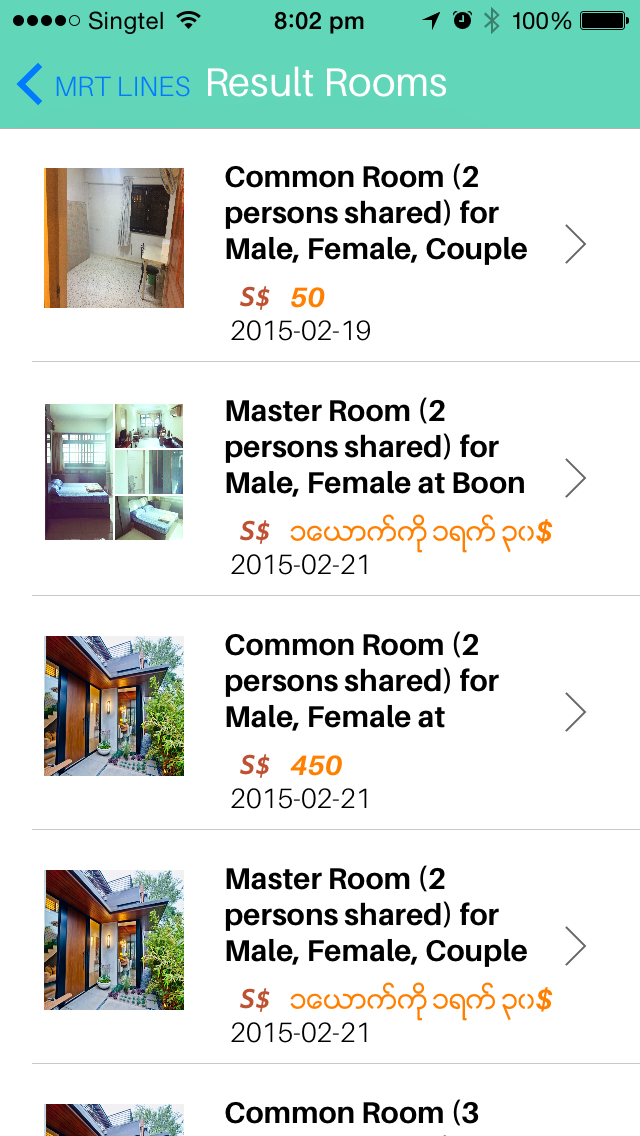 Singtel 8:02 pm 100%
MRT LINES Result Rooms
Common Room (2
persons shared) for
Male, Female, Couple
S$ 50
2015-02-19
Master Room (2
persons shared) for
Male, Female at Boon
S$ ၁ယောက်ကို ၁ရက် ၃၀$
2015-02-21
Common Room (2
persons shared) for
Male, Female at
S$ 450
2015-02-21
Master Room (2
persons shared) for
Male, Female, Couple
S$ ၁ယောက်ကို ၁ရက် ၃၀$
2015-02-21
Common Room (3